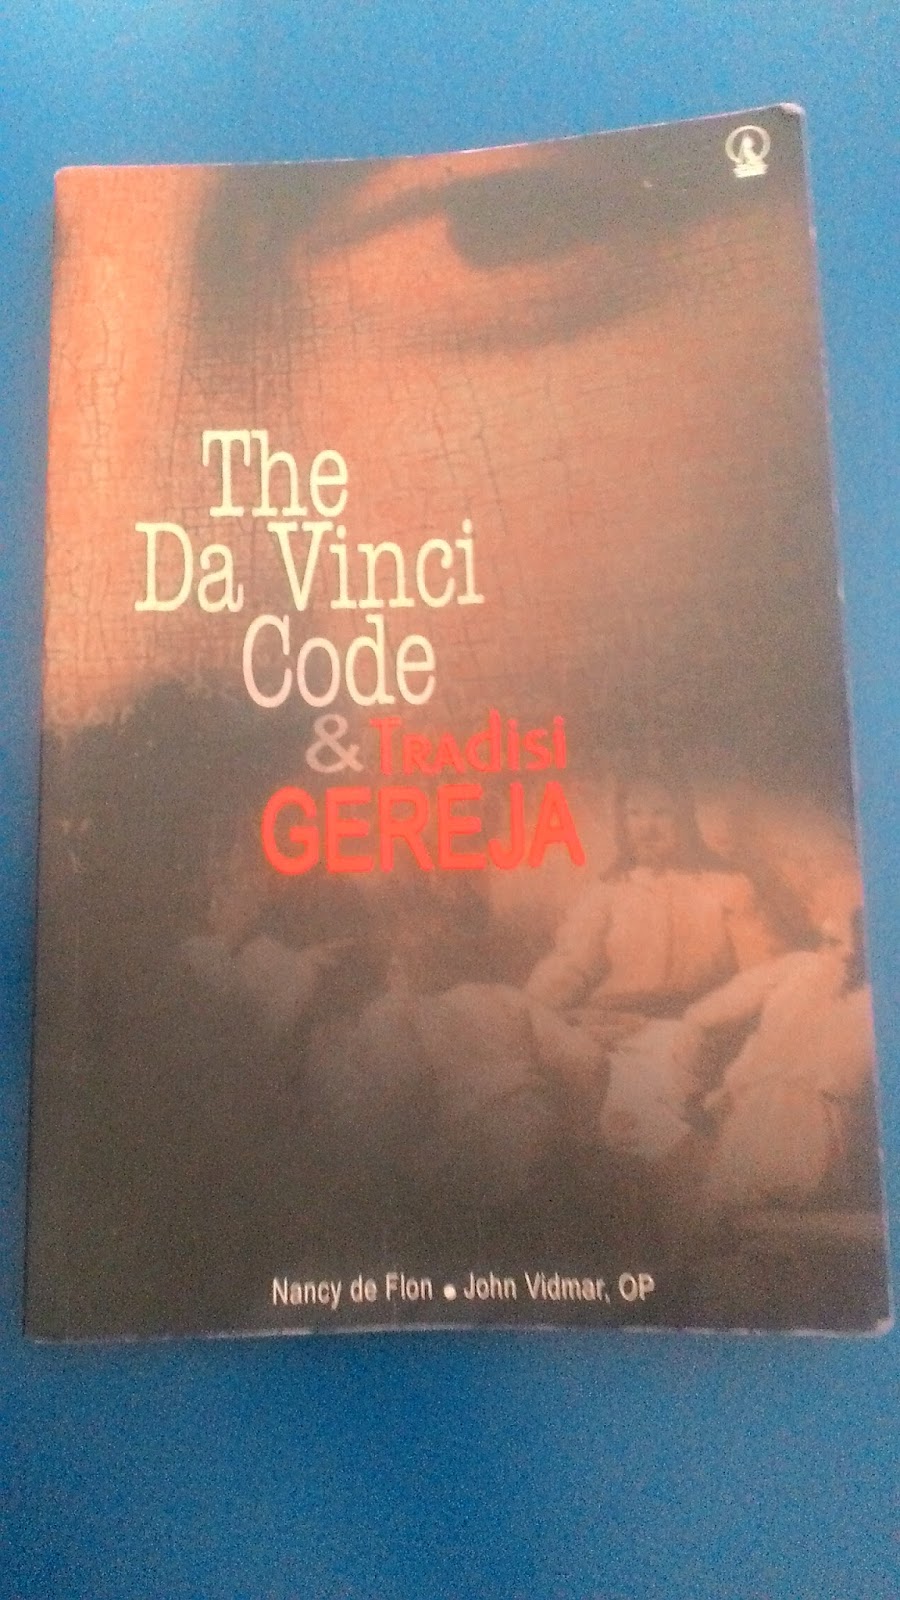 The
Da Vinci
Code
& TRAdisi
GEREJA
Nancy de Flon • John Vidmar, OP